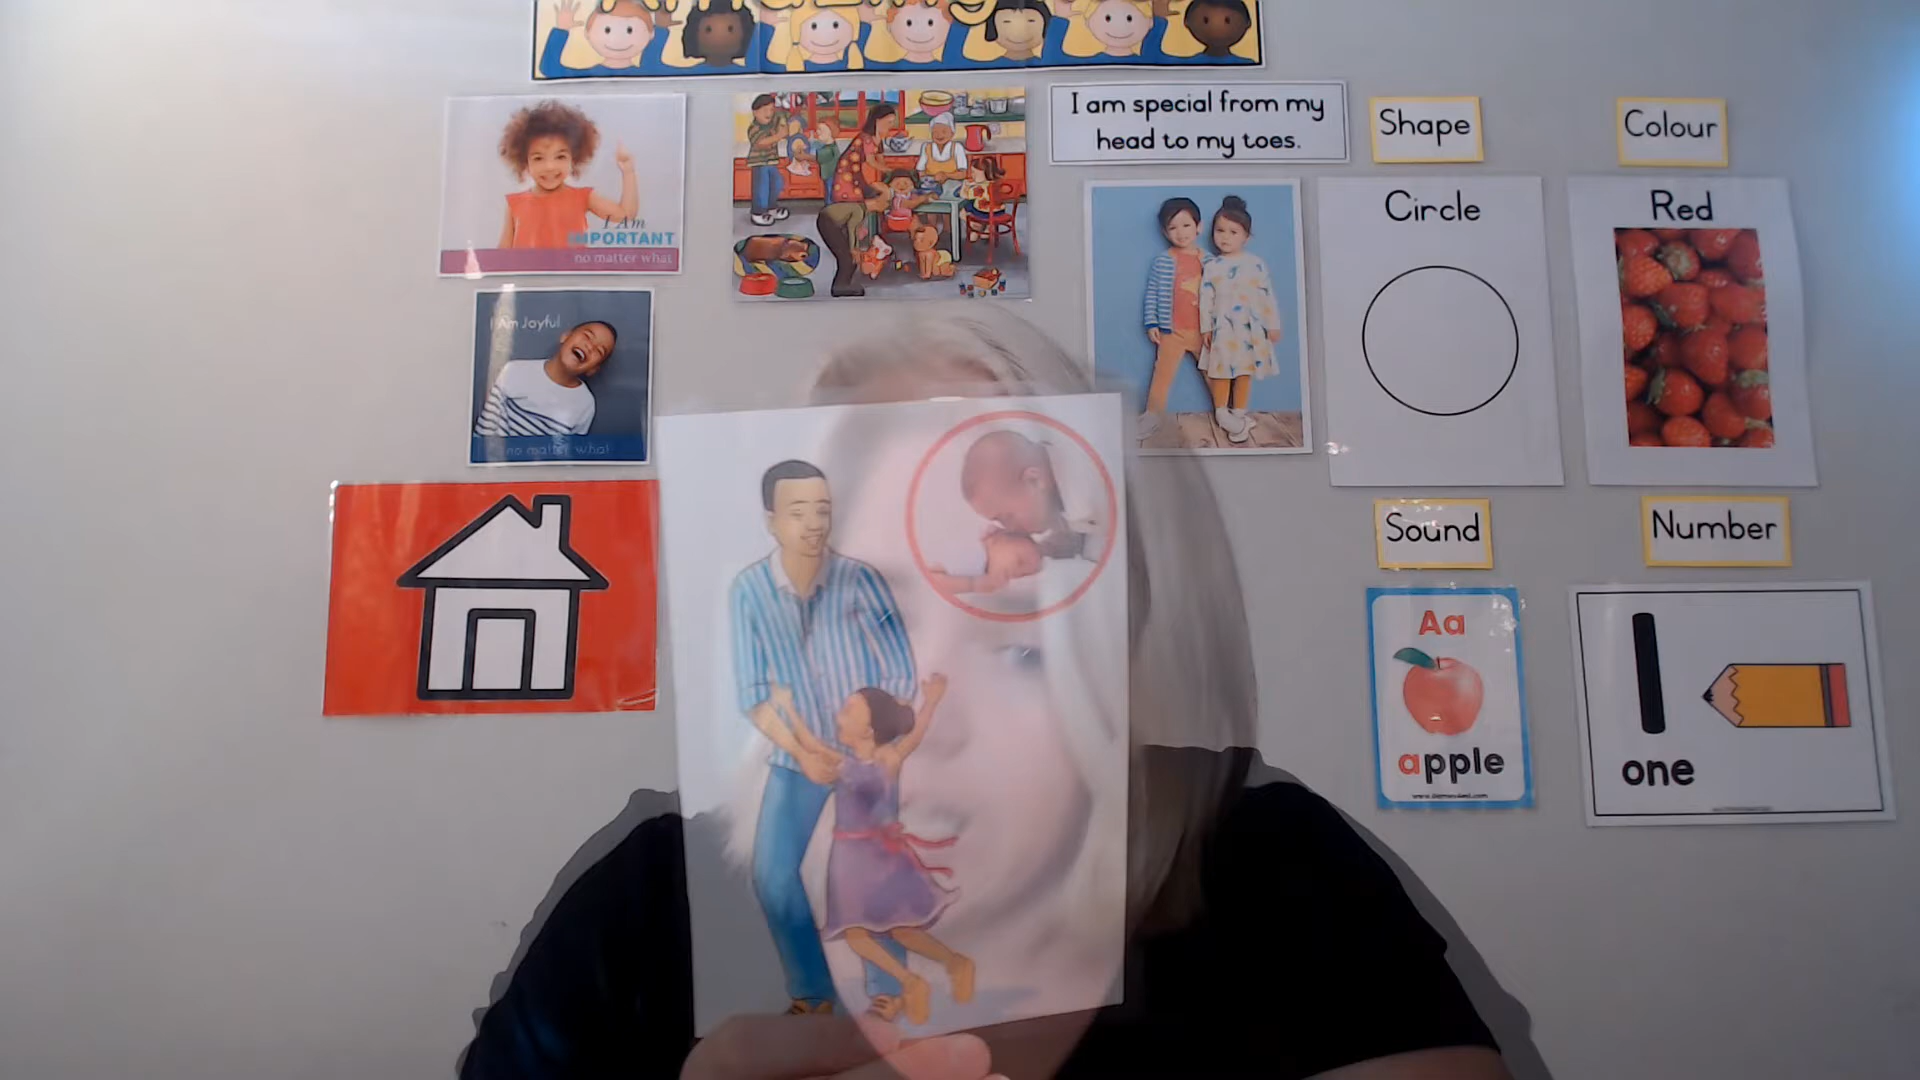 I Am
IMPORTANT
no matter what
I Am Joyful
no matter what
I am special from my
head to my toes.
Shape
Circle
Colour
Red
Sound
Aa
apple
Number
1
one